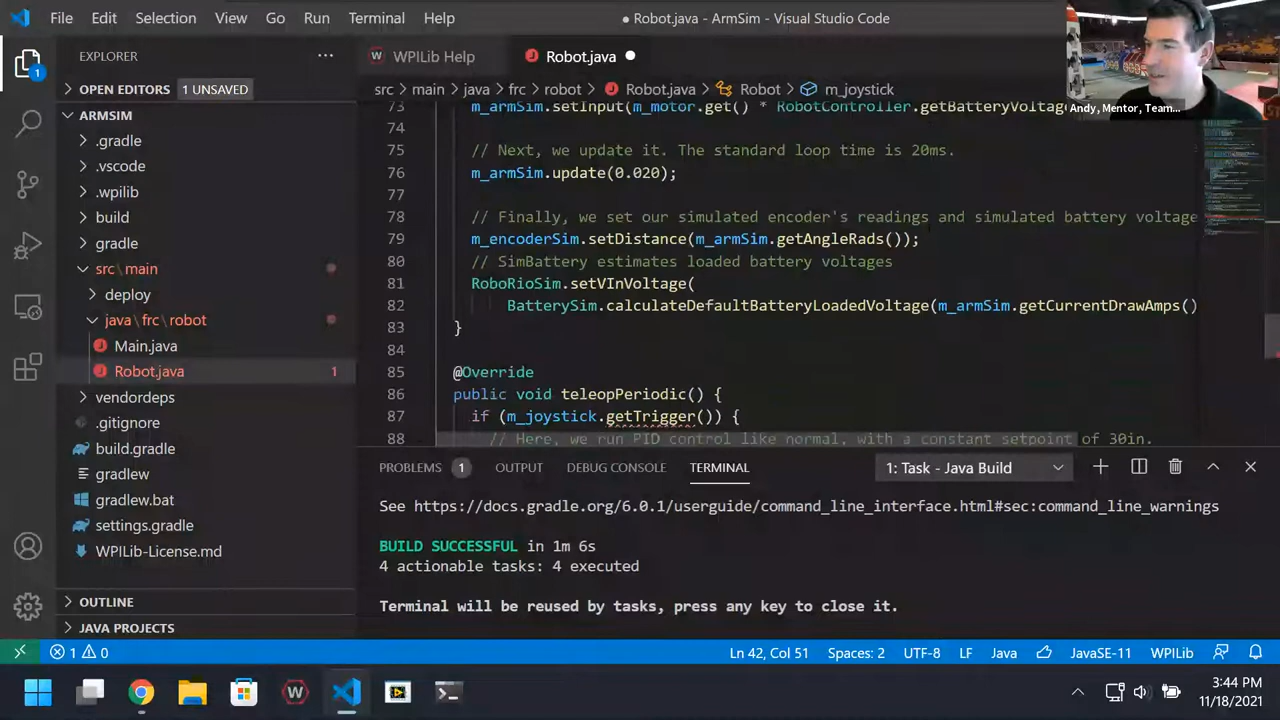 File Edit Selection View Go Run Terminal Help
● Robot.java - ArmSim - Visual Studio Code
EXPLORER ...
WPILib Help Robot.java ●
OPEN EDITORS 1 UNSAVED
src > main > java > frc > robot > Robot.java > Robot > m_joystick
Andy, Mentor, Team...
ARMSIM
.gradle
.vscode
.wpilib
build
gradle
src\main
deploy
java\frc\robot
Main.java
Robot.java 1
vendordeps
.gitignore
build.gradle
gradlew
gradlew.bat
settings.gradle
WPILib-License.md
OUTLINE
JAVA PROJECTS
1
73 m_armSim.setInput(m_motor.get() * RobotController.getBatteryVoltage
74
75 // Next, we update it. The standard loop time is 20ms.
76 m_armSim.update(0.020);
77
78 // Finally, we set our simulated encoder's readings and simulated battery voltage
79 m_encoderSim.setDistance(m_armSim.getAngleRads());
80 // SimBattery estimates loaded battery voltages
81 RoboRioSim.setVInVoltage(
82 BatterySim.calculateDefaultBatteryLoadedVoltage(m_armSim.getCurrentDrawAmps()
83 }
84
85 @Override
86 public void teleopPeriodic() {
87 if (m_joystick.getTrigger()) {
88 // Here, we run PID control like normal, with a constant setpoint of 30in.
PROBLEMS 1 OUTPUT DEBUG CONSOLE TERMINAL 1: Task - Java Build
See https://docs.gradle.org/6.0.1/userguide/command_line_interface.html#sec:command_line_warnings
BUILD SUCCESSFUL in 1m 6s
4 actionable tasks: 4 executed
Terminal will be reused by tasks, press any key to close it.
1 0 Ln 42, Col 51 Spaces: 2 UTF-8 LF Java JavaSE-11 WPILib
W
3:44 PM
11/18/2021